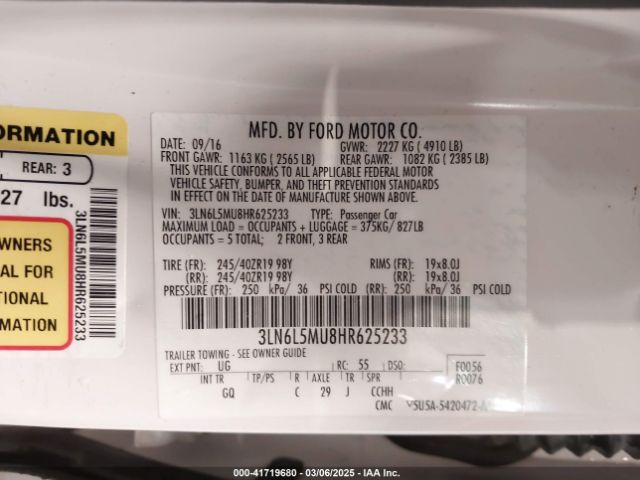 ORMATION
REAR: 3
27 lbs.
3LN6L5MU8HR625233
OWNERS
AL FOR
TIONAL
RMATION
MFD. BY FORD MOTOR CO.
DATE: 09/16 GVWR: 2227 KG ( 4910 LB)
FRONT GAWR: 1163 KG ( 2565 LB) REAR GAWR: 1082 KG ( 2385 LB)
THIS VEHICLE CONFORMS TO ALL APPLICABLE FEDERAL MOTOR
VEHICLE SAFETY, BUMPER, AND THEFT PREVENTION STANDARDS
IN EFFECT ON THE DATE OF MANUFACTURE SHOWN ABOVE.
VIN: 3LN6L5MU8HR625233 TYPE: Passenger Car
MAXIMUM LOAD = OCCUPANTS + LUGGAGE = 375KG/ 827LB
OCCUPANTS = 5 TOTAL; 2 FRONT, 3 REAR
TIRE (FR): 245/40ZR19 98Y RIMS (FR): 19x8.0J
(RR): 245/40ZR19 98Y (RR): 19x8.0J
PRESSURE (FR): 250 kPa/ 36 PSI COLD (RR): 250 kPa/ 36 PSI COLD
3LN6L5MU8HR625233
TRAILER TOWING - SEE OWNER GUIDE
EXT PNT: UG RC: 55 DSO: F0056
R0076
INT TR TP/PS R AXLE TR SPR
GQ C 29 J CCHH
CMC
000-41719680 - 03/06/2025 - IAA Inc.